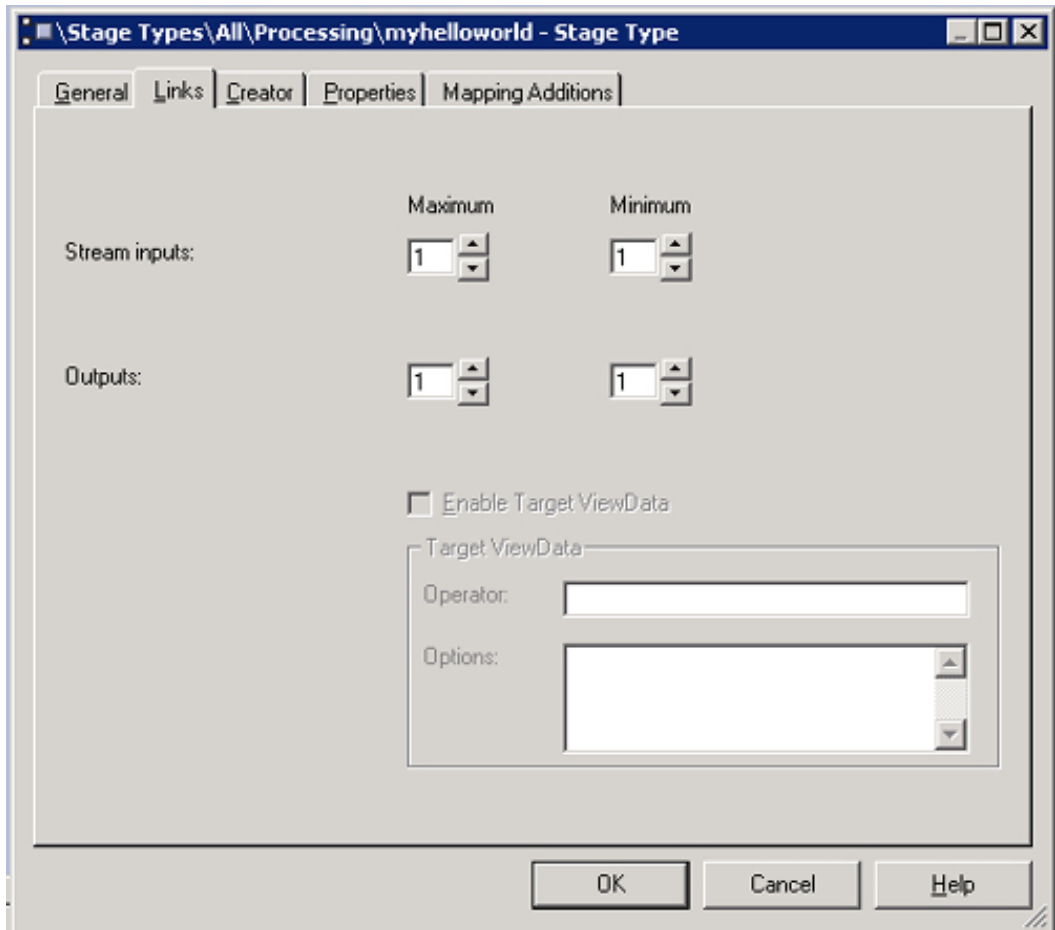 \Stage Types\All\Processing\myhelloworld - Stage Type
General Links Creator Properties Mapping Additions
Maximum Minimum
Stream inputs: 1 1
Outputs: 1 1
Enable Target ViewData
Target ViewData
Operator:
Options:
OK Cancel Help